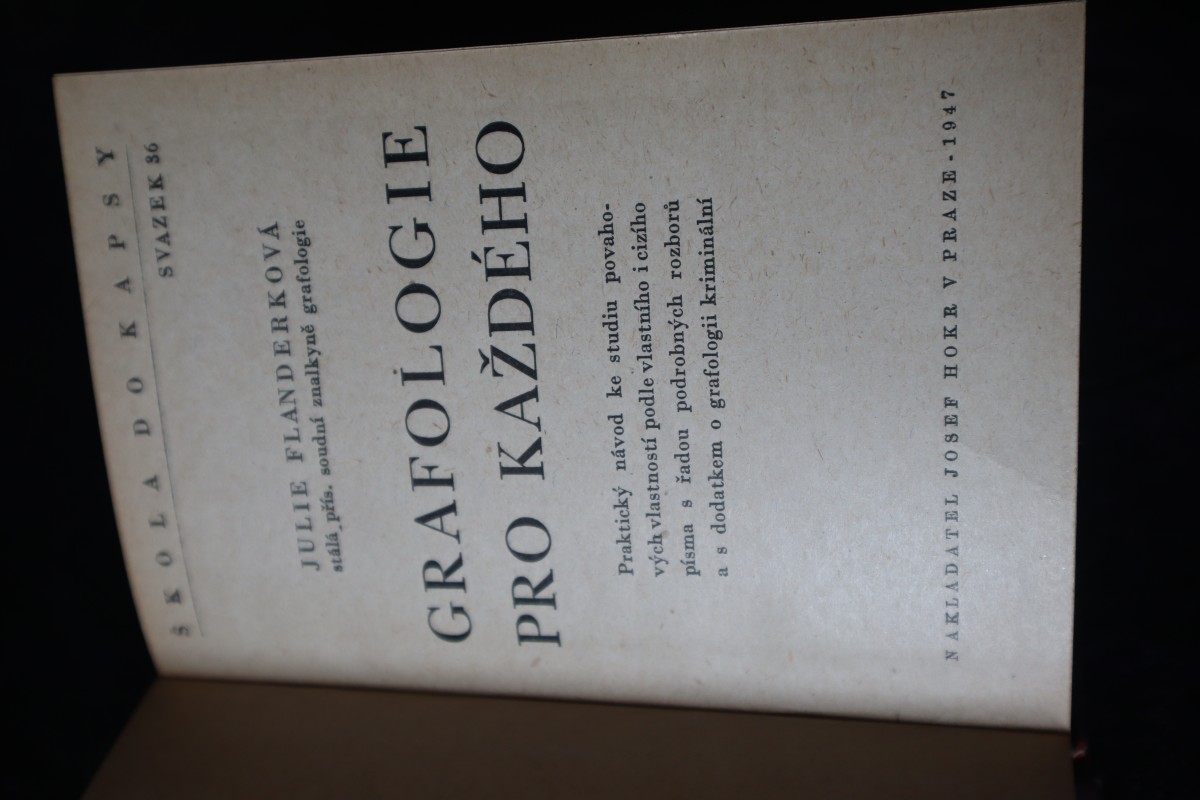 ŠKOLA DO KAPSY
SVAZEK 36
JULIE FLANDERKOVÁ
stálá přís. soudní znalkyně grafologie
GRAFOLOGIE
PRO KAŽDÉHO
Praktický návod ke studiu povaho-
vých vlastností podle vlastního i cizího
písma s řadou podrobných rozborů
a s dodatkem o grafologii kriminální
NAKLADATEL JOSEF HOKR V PRAZE · 1947